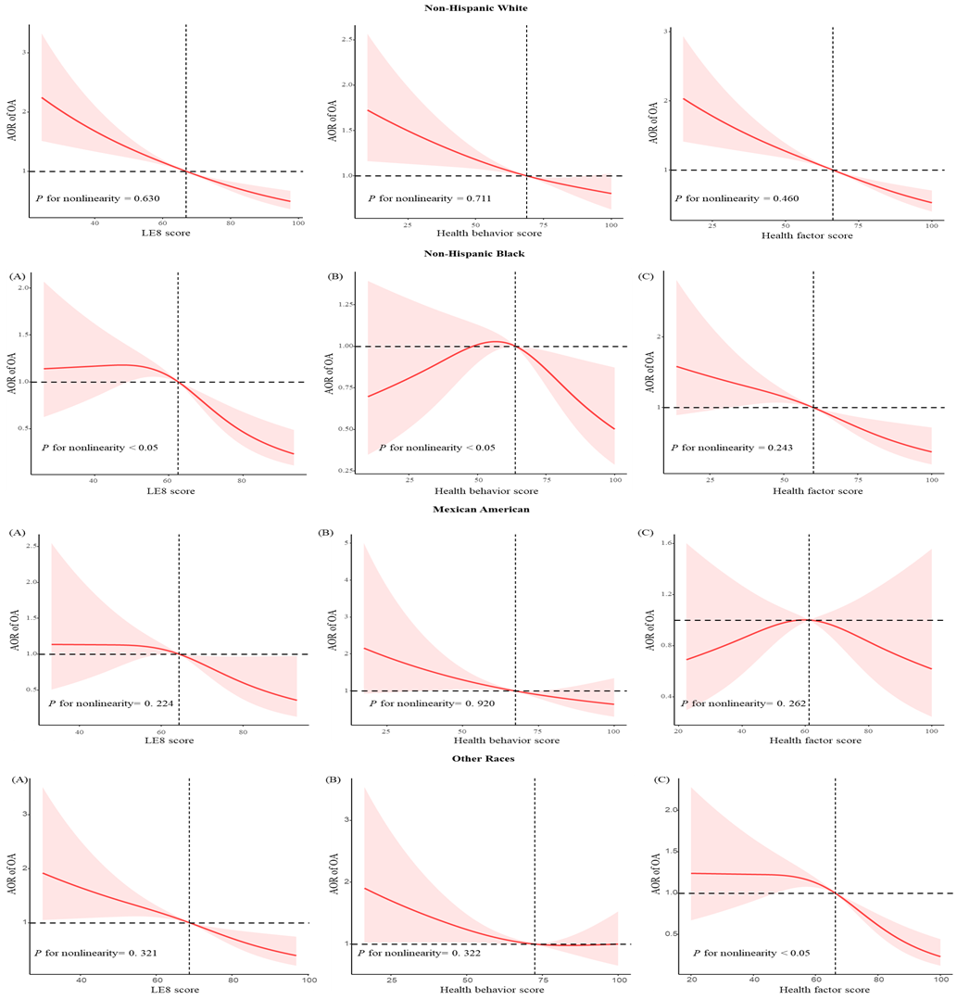 Non-Hispanic White
AOR of OA
3
2
1
P for nonlinearity = 0.630
40
60
80
100
LE8 score
AOR of OA
2.5
2.0
1.5
1.0
P for nonlinearity = 0.711
25
50
75
100
Health behavior score
AOR of OA
3
2
1
P for nonlinearity = 0.460
25
50
75
100
Health factor score
Non-Hispanic Black
(A)
AOR of OA
2.0
1.5
1.0
0.5
P for nonlinearity < 0.05
40
60
80
LE8 score
(B)
AOR of OA
1.25
1.00
0.75
0.50
0.25
P for nonlinearity < 0.05
25
50
75
100
Health behavior score
(C)
AOR of OA
2
1
P for nonlinearity = 0.243
25
50
75
100
Health factor score
Mexican American
(A)
AOR of OA
2.5
2.0
1.5
1.0
0.5
P for nonlinearity= 0. 224
40
60
80
LE8 score
(B)
AOR of OA
5
4
3
2
1
P for nonlinearity= 0. 920
25
50
75
100
Health behavior score
(C)
AOR of OA
1.6
1.2
0.8
0.4
P for nonlinearity= 0. 262
20
40
60
80
100
Health factor score
Other Races
(A)
AOR of OA
3
2
1
P for nonlinearity= 0. 321
40
60
80
100
LE8 score
(B)
AOR of OA
3
2
1
P for nonlinearity= 0. 322
25
50
75
100
Health behavior score
(C)
AOR of OA
2.0
1.5
1.0
0.5
P for nonlinearity < 0.05
20
40
60
80
100
Health factor score